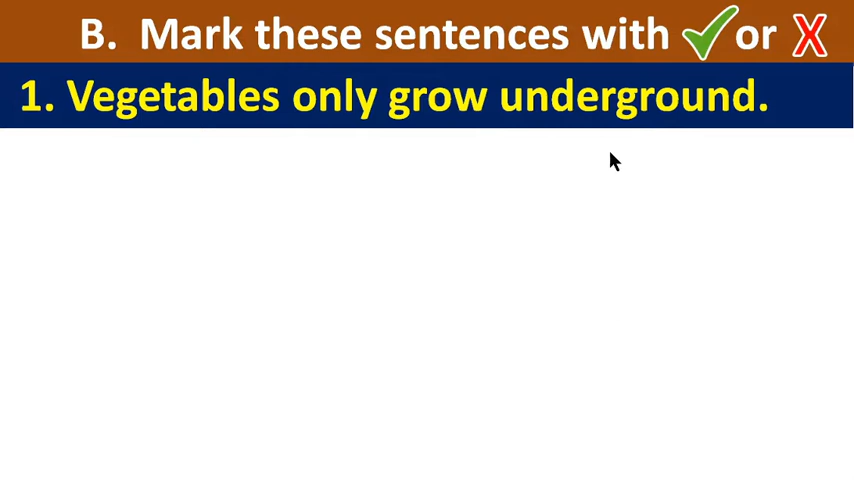 B. Mark these sentences with ✓ or X
1. Vegetables only grow underground.